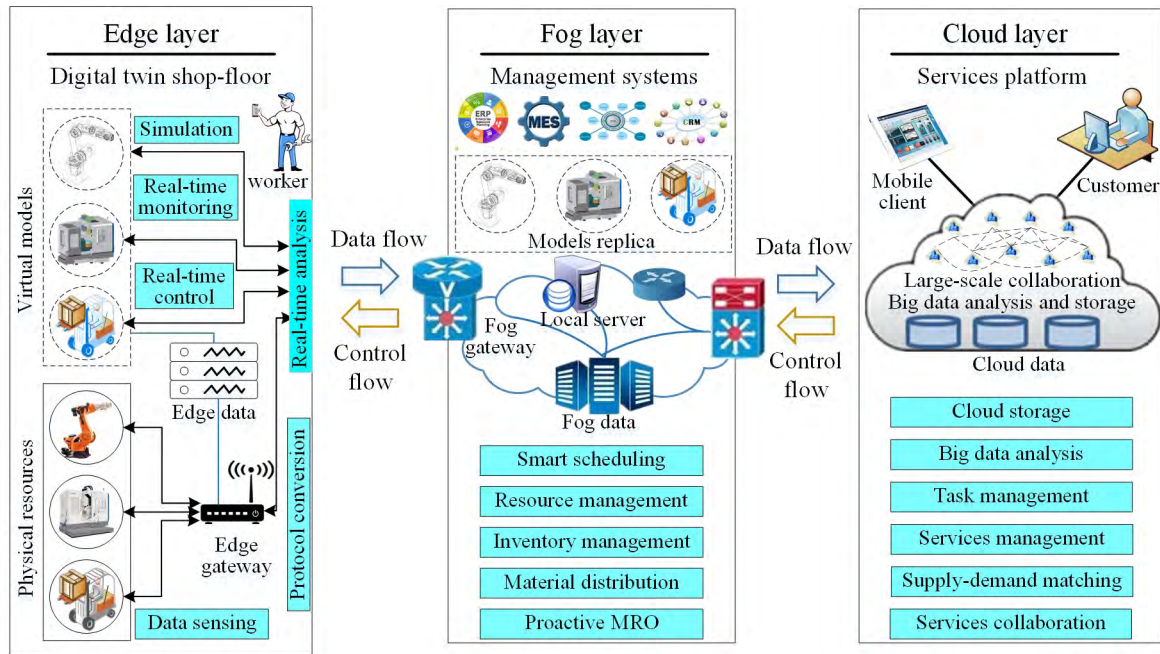 Edge layer
Digital twin shop-floor
Simulation
worker
Real-time
monitoring
Real-time
control
Virtual models
Real-time analysis
Edge data
Physical resources
Edge
gateway
Protocol conversion
Data sensing
Data flow
Control
flow
Fog layer
Management systems
ERP
MES
CRM
Models replica
Local server
Fog
gateway
Fog data
Smart scheduling
Resource management
Inventory management
Material distribution
Proactive MRO
Data flow
Control
flow
Cloud layer
Services platform
Mobile
client
Customer
Large-scale collaboration
Big data analysis and storage
Cloud data
Cloud storage
Big data analysis
Task management
Services management
Supply-demand matching
Services collaboration